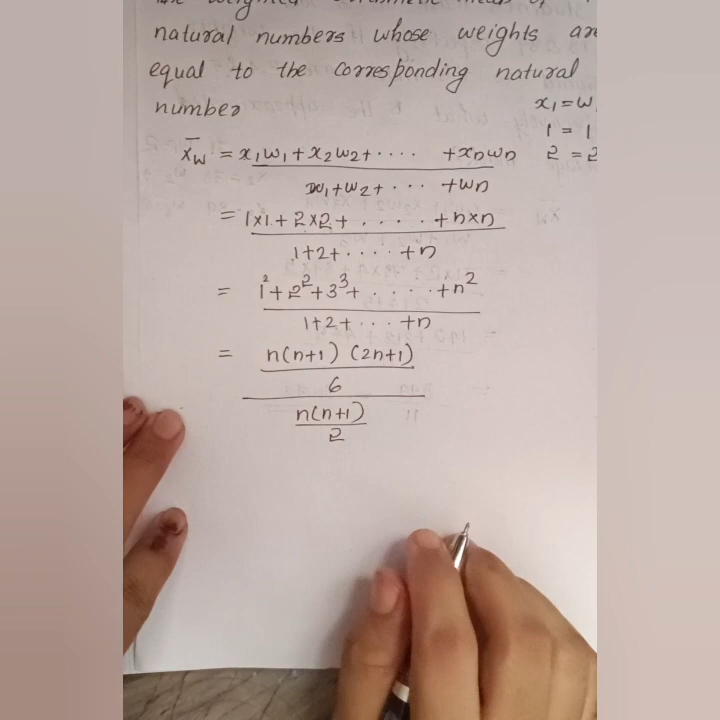 natural numbers whose weights are
equal to the corresponding natural
number
x₁ = w
1 = 1
2 = 2
x̄w = x₁w₁ + x₂w₂ + .... + xnwn
w₁ + w₂ + ... + wn
= 1×1 + 2×2 + ..... + n×n
1+2+ ..... +n
= 1² + 2² + 3³ + ..... + n²
1+2+ .... +n
= n(n+1) (2n+1)
6
n(n+1)
2